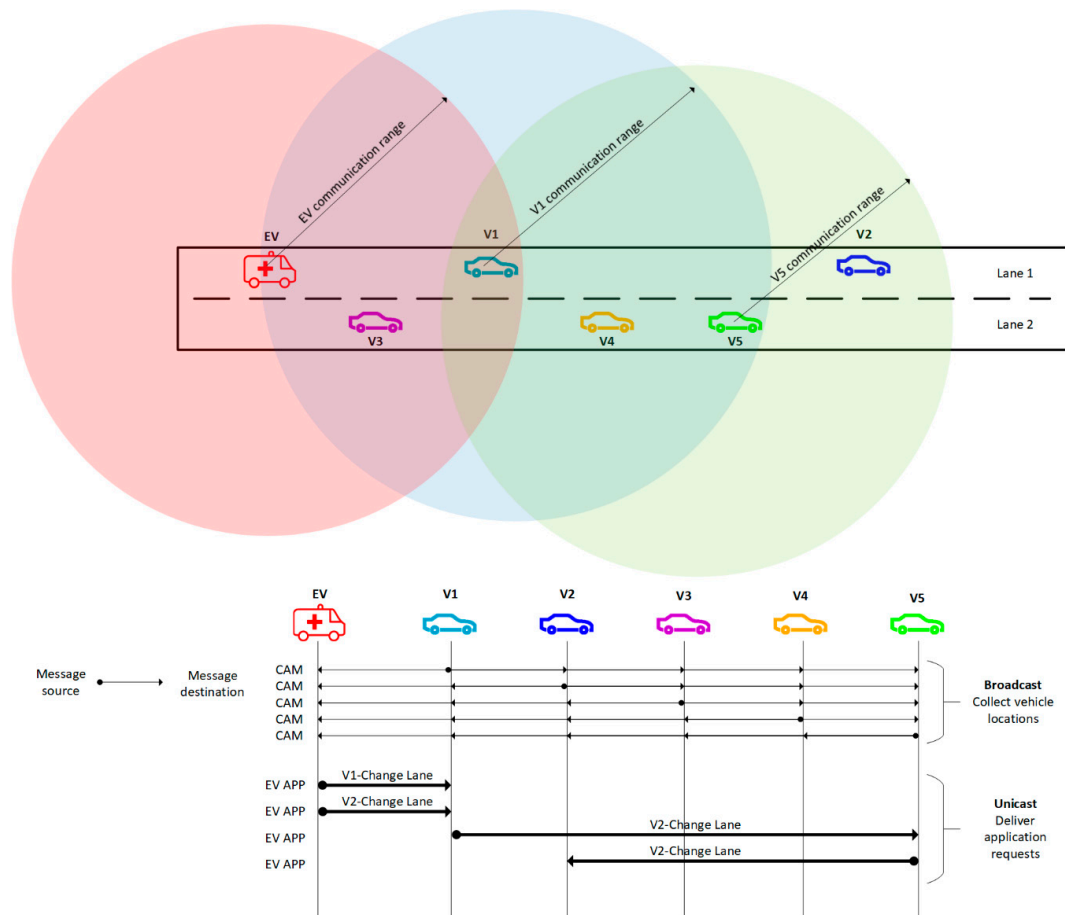 EV communication range
V1 communication range
V5 communication range
EV
V1
V2
Lane 1
Lane 2
V3
V4
V5
EV
V1
V2
V3
V4
V5
Message
source
Message
destination
CAM
CAM
CAM
CAM
CAM
Broadcast
Collect vehicle
locations
EV APP
V1-Change Lane
EV APP
V2-Change Lane
EV APP
V2-Change Lane
EV APP
V2-Change Lane
Unicast
Deliver
application
requests